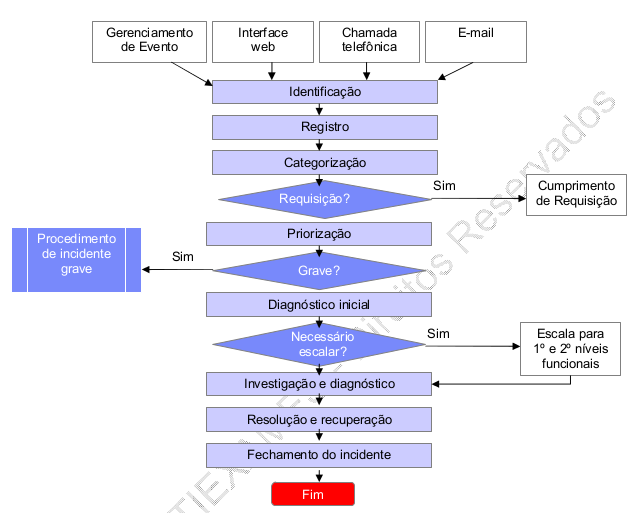 Gerenciamento
de Evento
Interface
web
Chamada
telefônica
E-mail
Identificação
Registro
Categorização
Requisição?
Sim
Cumprimento
de Requisição
Priorização
Procedimento
de incidente
grave
Sim
Grave?
Diagnóstico inicial
Necessário
escalar?
Sim
Escala para
1º e 2º níveis
funcionais
Investigação e diagnóstico
Resolução e recuperação
Fechamento do incidente
Fim
Reservados